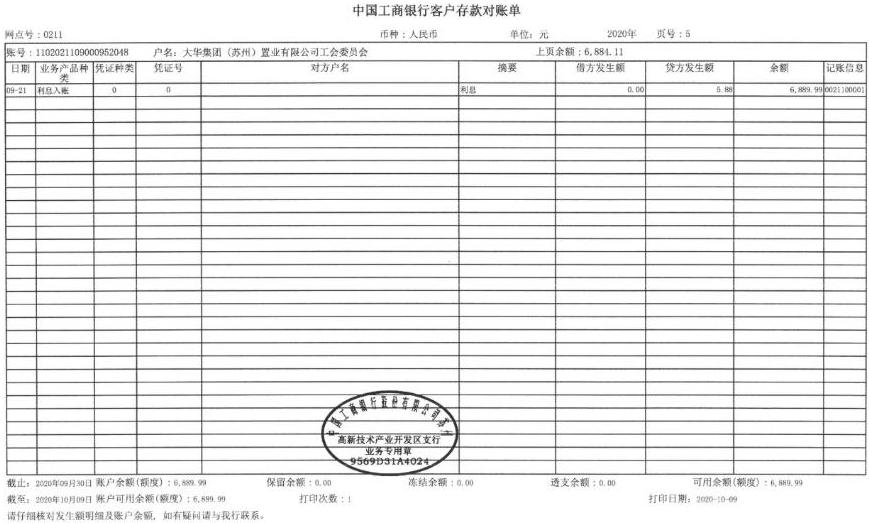 中国工商银行客户存款对账单
网点号：0211 币种：人民币 单位：元 2020年 页号：5
账号：1102021109000952048 户名：大华集团（苏州）置业有限公司工会委员会 上页余额：6,884.11
日期 业务产品种类 凭证种类 凭证号 对方户名 摘要 借方发生额 贷方发生额 余额 记账信息
09-21 利息入账 0 0 利息 0.00 5.88 6,889.99 0021100001
中国工商银行股份有限公司苏州
高新技术产业开发区支行
业务专用章
9569D31A4024
截止：2020年09月30日 账户余额(额度)：6,889.99 保留余额：0.00 冻结余额：0.00 透支余额：0.00 可用余额(额度)：6,889.99
截至：2020年10月09日 账户可用余额(额度)：6,889.99 打印次数：1 打印日期：2020-10-09
请仔细核对发生额明细及账户余额，如有疑问请与我行联系。